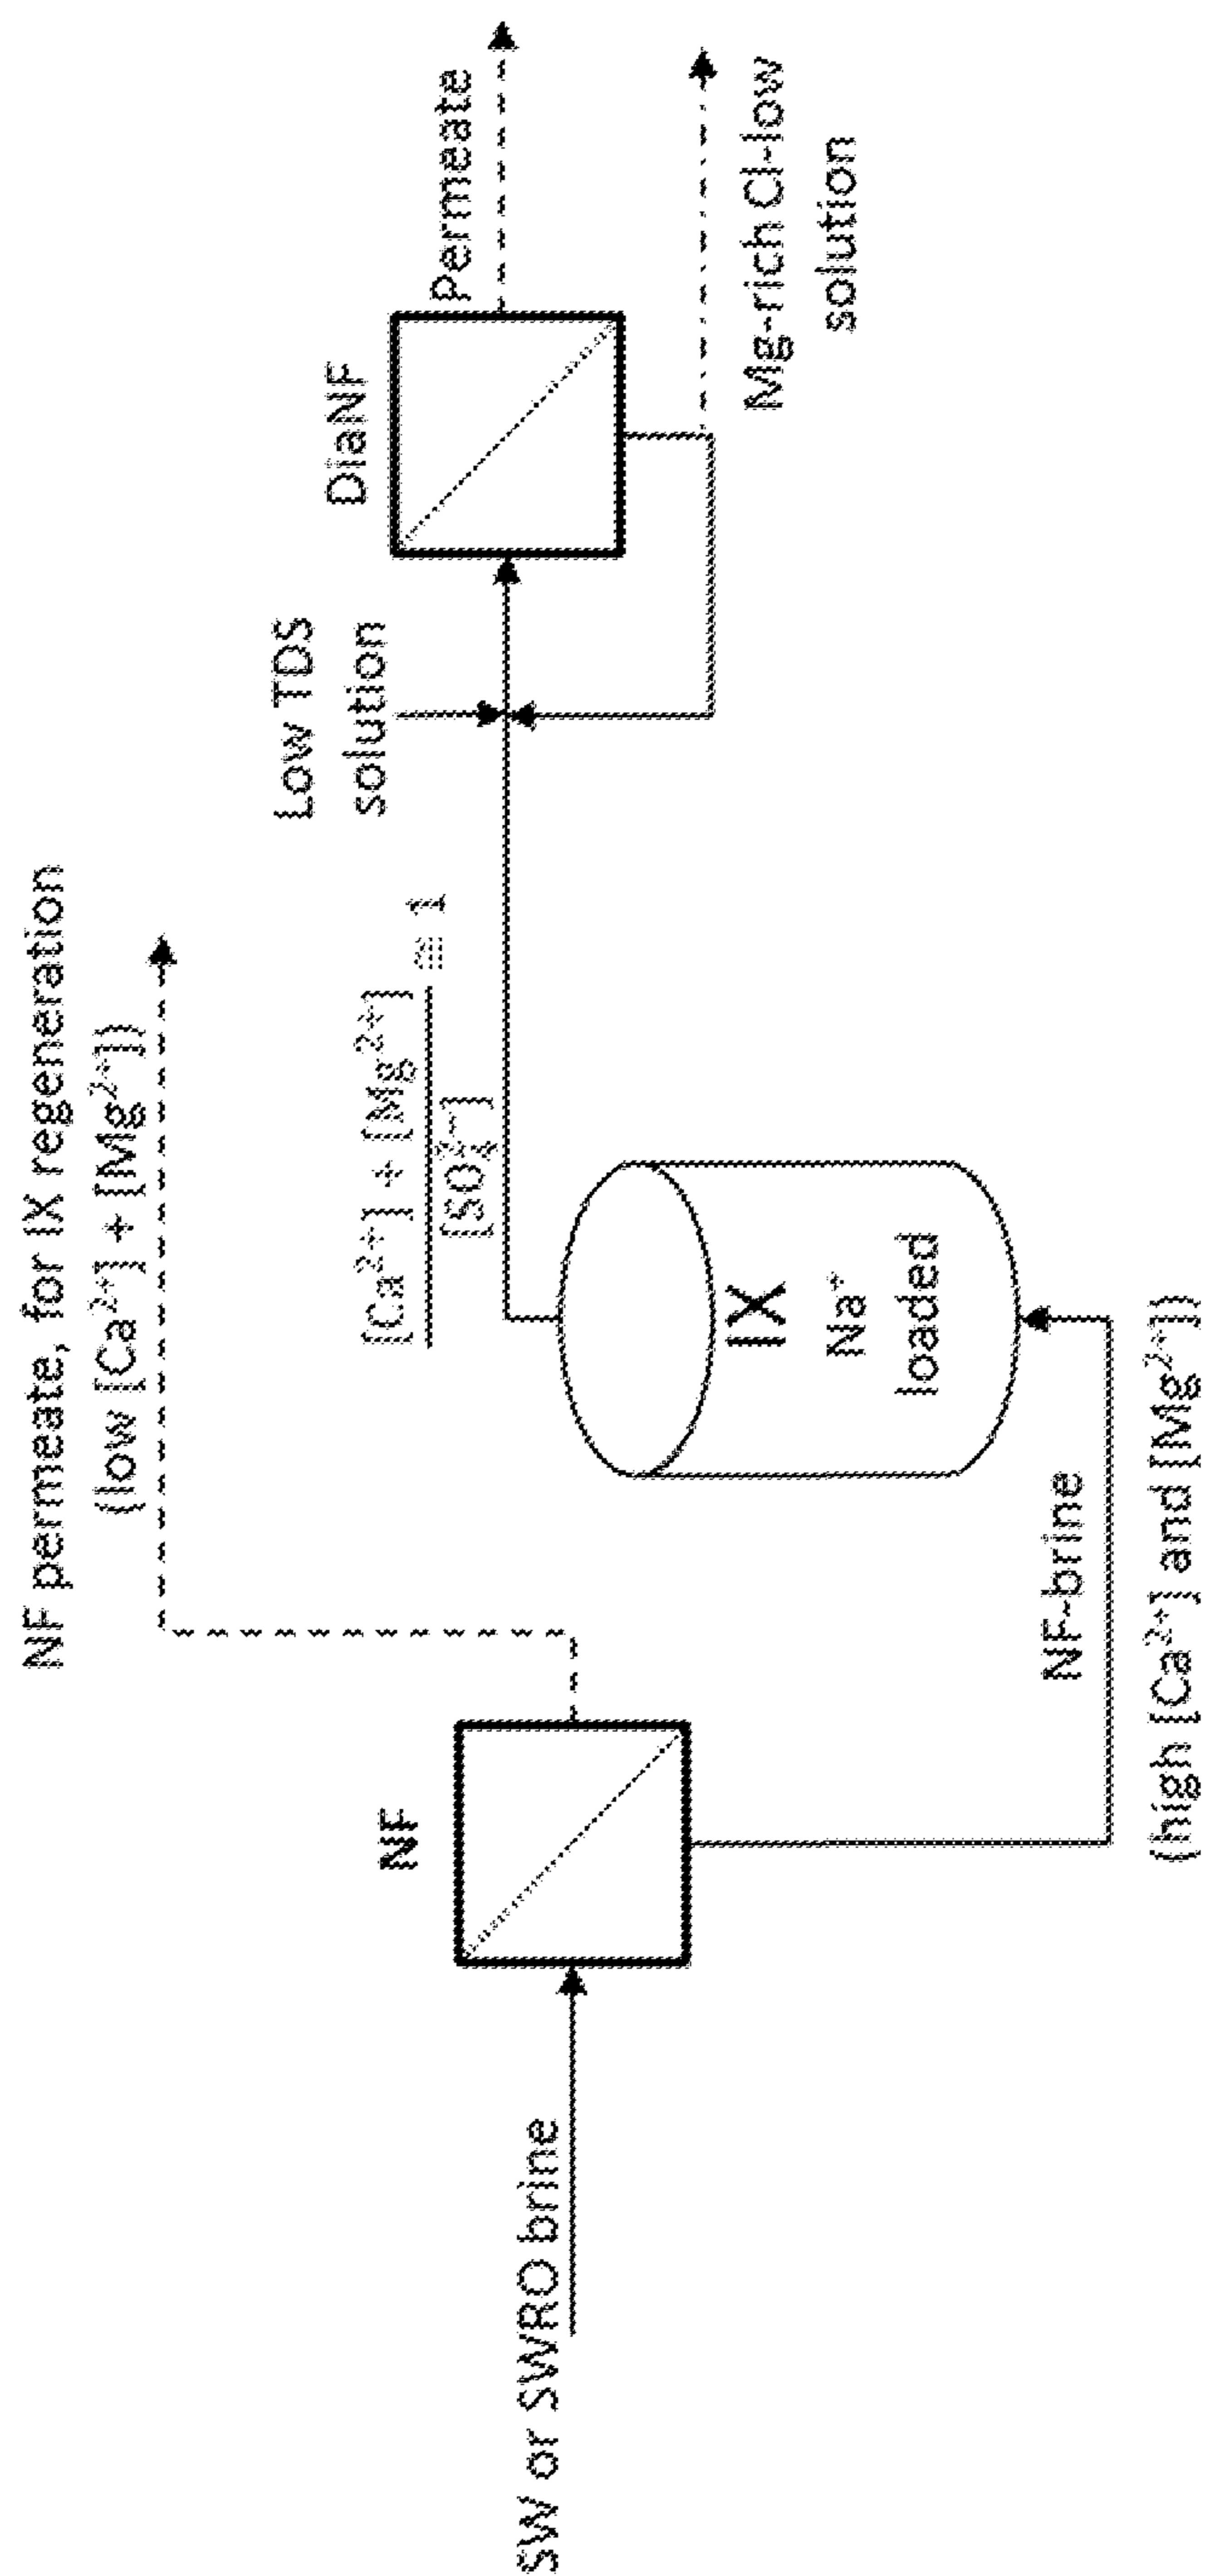 NF permeate, for IX regeneration
(low [Ca²⁺] + [Mg²⁺])
SW or SWRO brine
NF
NF-brine
(high [Ca²⁺] and [Mg²⁺])
IX
Na⁺
loaded
[Ca²⁺] + [Mg²⁺]
[SO₄²⁻]
≅ 1
Low TDS
solution
DiaNF
Permeate
Mg-rich Cl-low
solution